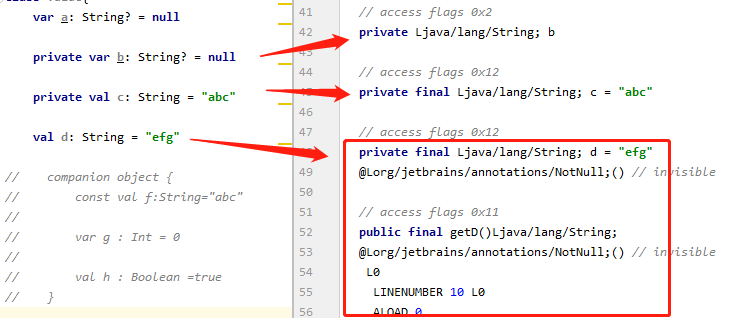 var a: String? = null
private var b: String? = null
private val c: String = "abc"
val d: String = "efg"
// companion object {
// const val f:String="abc"
//
// var g : Int = 0
//
// val h : Boolean =true
// }
41 // access flags 0x2
42 private Ljava/lang/String; b
43
44 // access flags 0x12
private final Ljava/lang/String; c = "abc"
46
47 // access flags 0x12
private final Ljava/lang/String; d = "efg"
49 @Lorg/jetbrains/annotations/NotNull;() // invisible
50
51 // access flags 0x11
52 public final getD()Ljava/lang/String;
53 @Lorg/jetbrains/annotations/NotNull;() // invisible
54 L0
55 LINENUMBER 10 L0
56 ALOAD 0